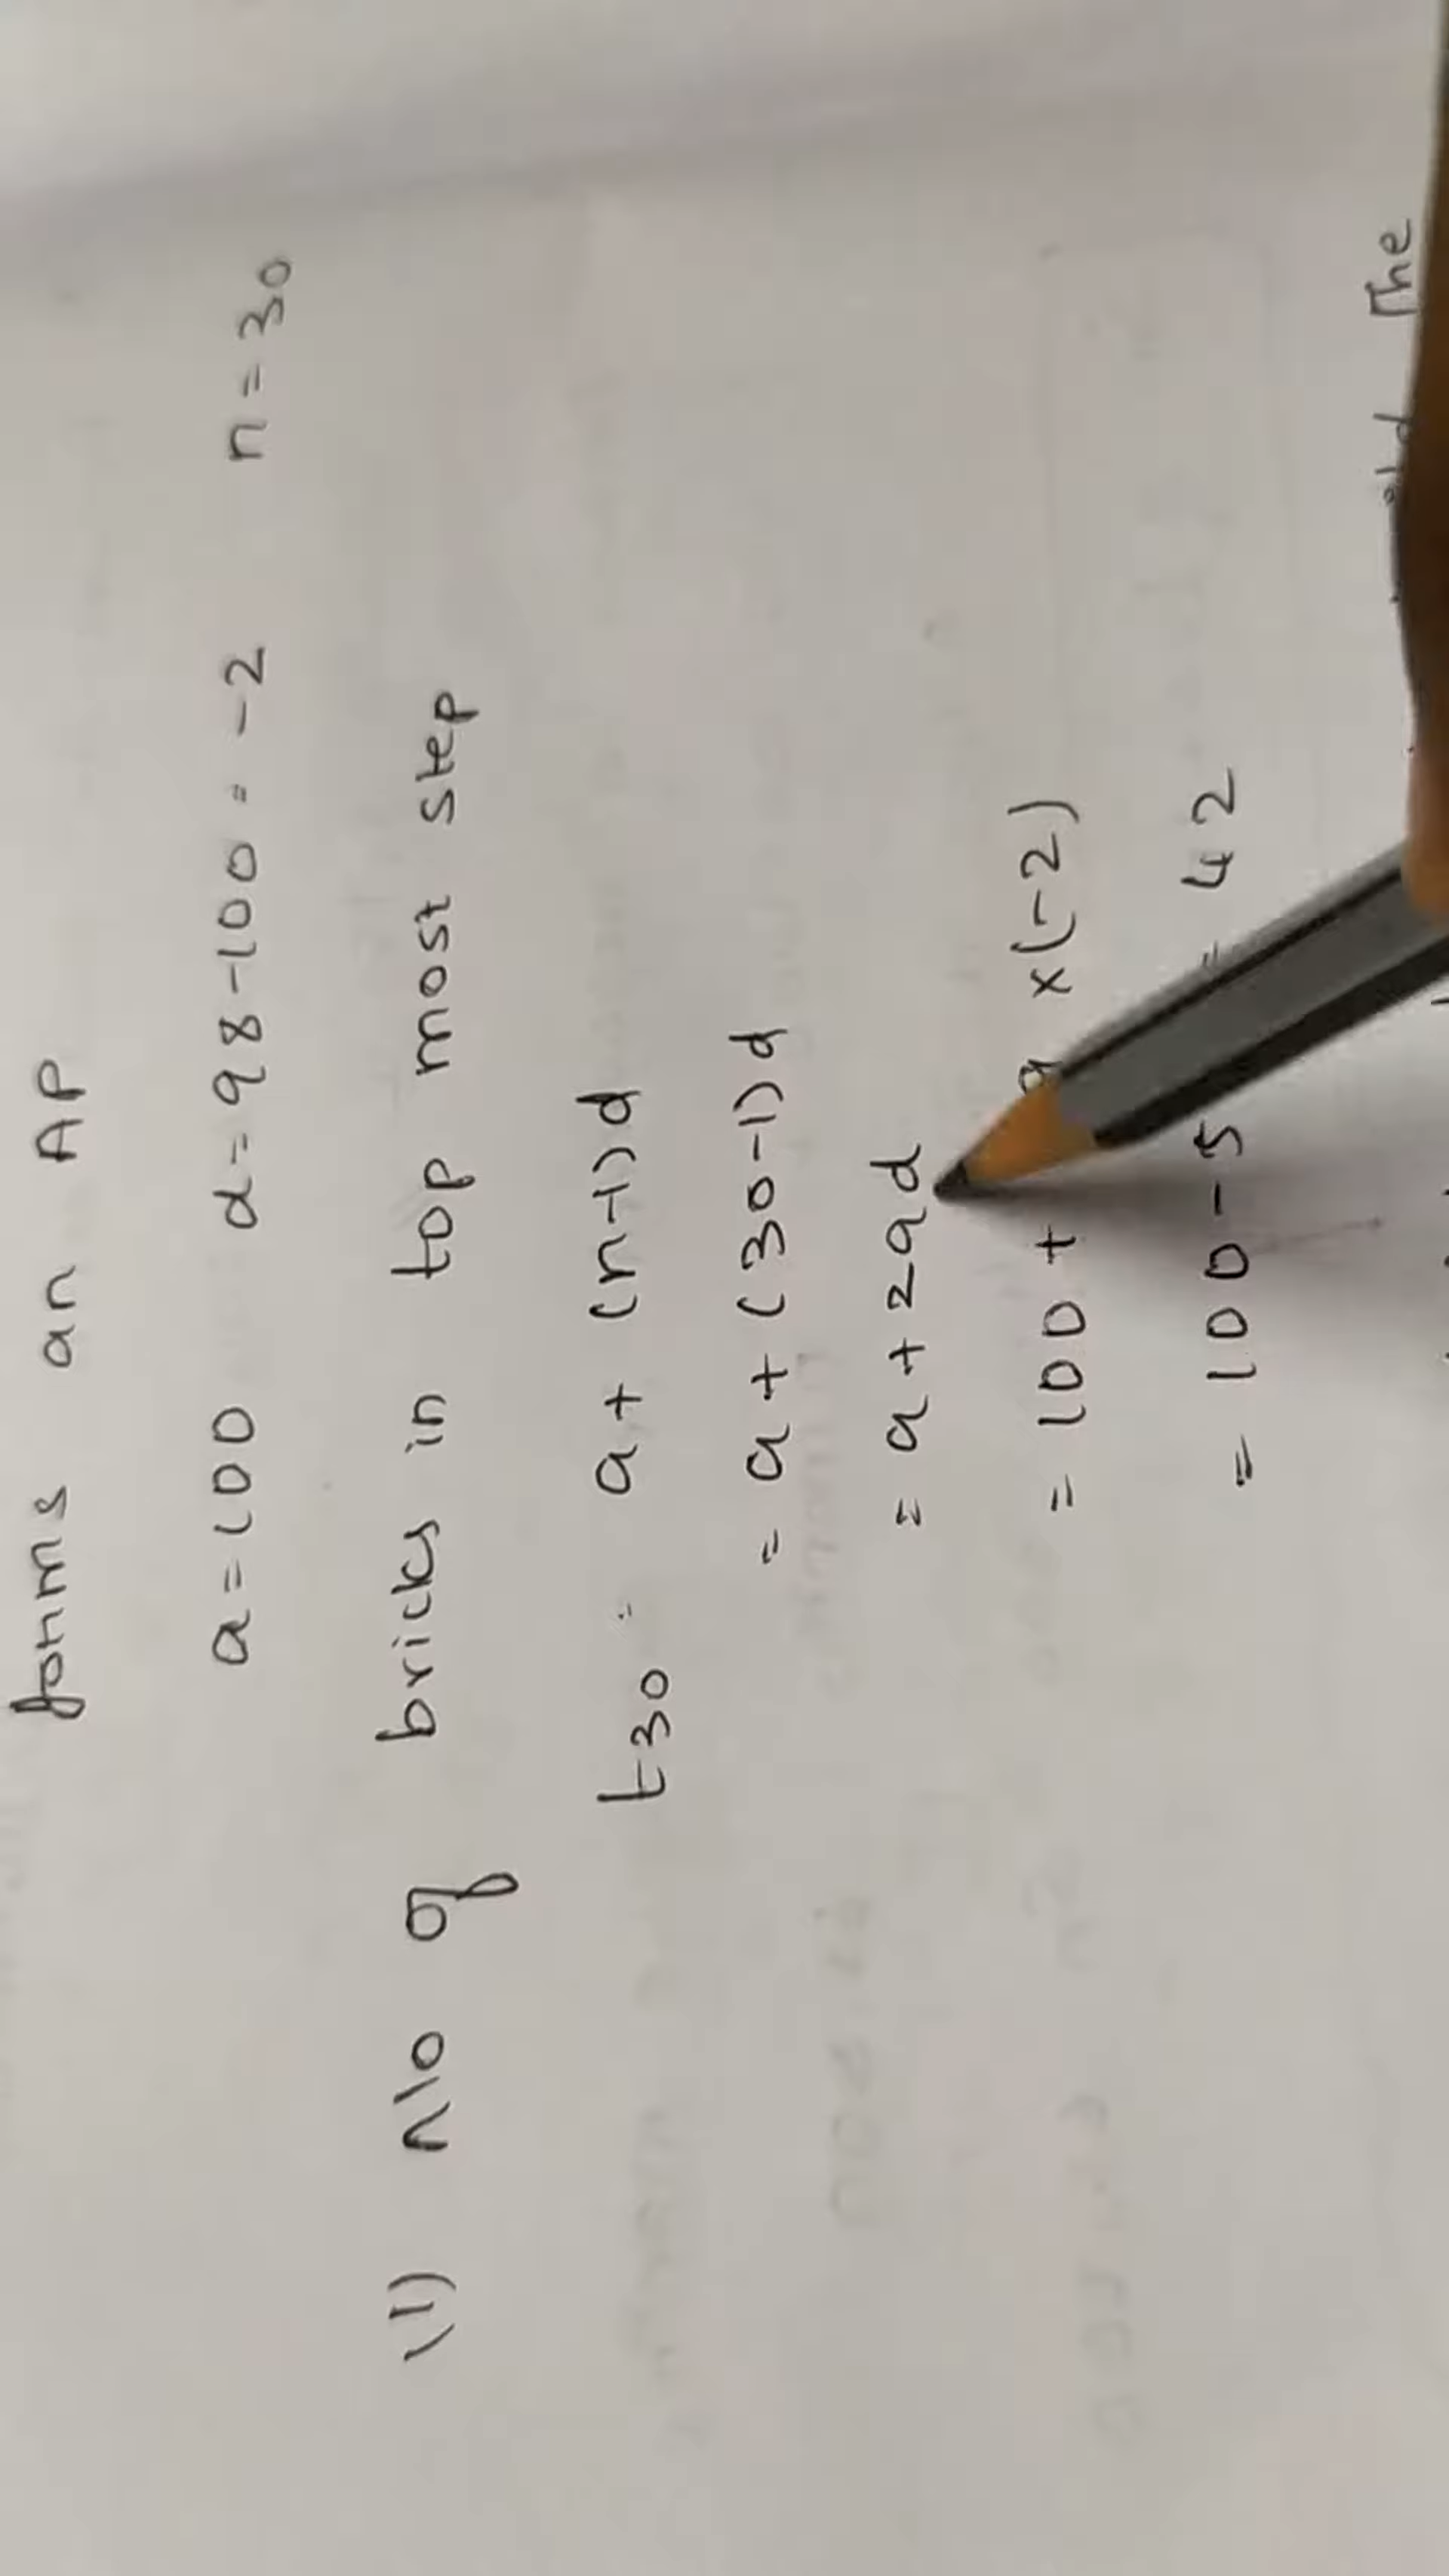 forms an AP
a=100 d=98-100=-2 n=30
1) No of bricks in top most step
t30 = a+(n-1)d
= a+(30-1)d
= a+29d
= 100+ 9 x(-2)
= 100-5 = 42
The